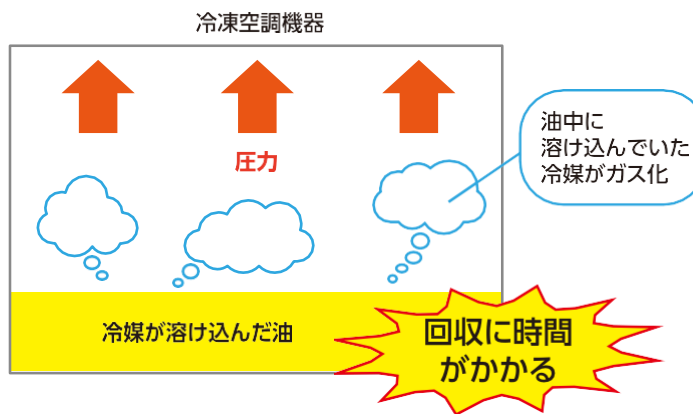 冷凍空調機器
圧力
油中に
溶け込んでいた
冷媒がガス化
冷媒が溶け込んだ油
回収に時間
がかかる